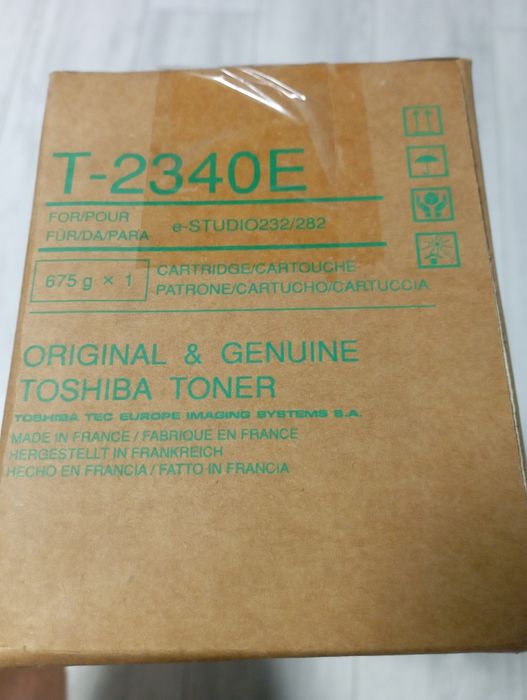 T-2340E
FOR/POUR
FÜR/DA/PARA e-STUDIO232/282
675 g × 1
CARTRIDGE/CARTOUCHE
PATRONE/CARTUCHO/CARTUCCIA
ORIGINAL & GENUINE
TOSHIBA TONER
TOSHIBA TEC EUROPE IMAGING SYSTEMS S.A.
MADE IN FRANCE / FABRIQUE EN FRANCE
HERGESTELLT IN FRANKREICH
HECHO EN FRANCIA / FATTO IN FRANCIA